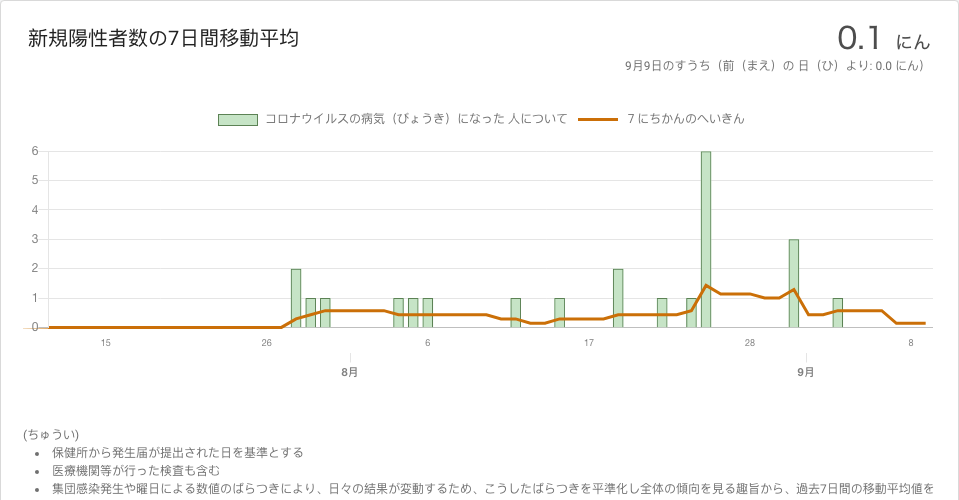 新規陽性者数の7日間移動平均
0.1 にん
9月9日のすうち（前（まえ）の 日（ひ）より: 0.0 にん）
コロナウイルスの病気（びょうき）になった 人について
7 にちかんのへいきん
6
5
4
3
2
1
0
15 26 6 17 28 8
8月 9月
(ちゅうい)
• 保健所から発生届が提出された日を基準とする
• 医療機関等が行った検査も含む
• 集団感染発生や曜日による数値のばらつきにより、日々の結果が変動するため、こうしたばらつきを平準化し全体の傾向を見る趣旨から、過去7日間の移動平均値を